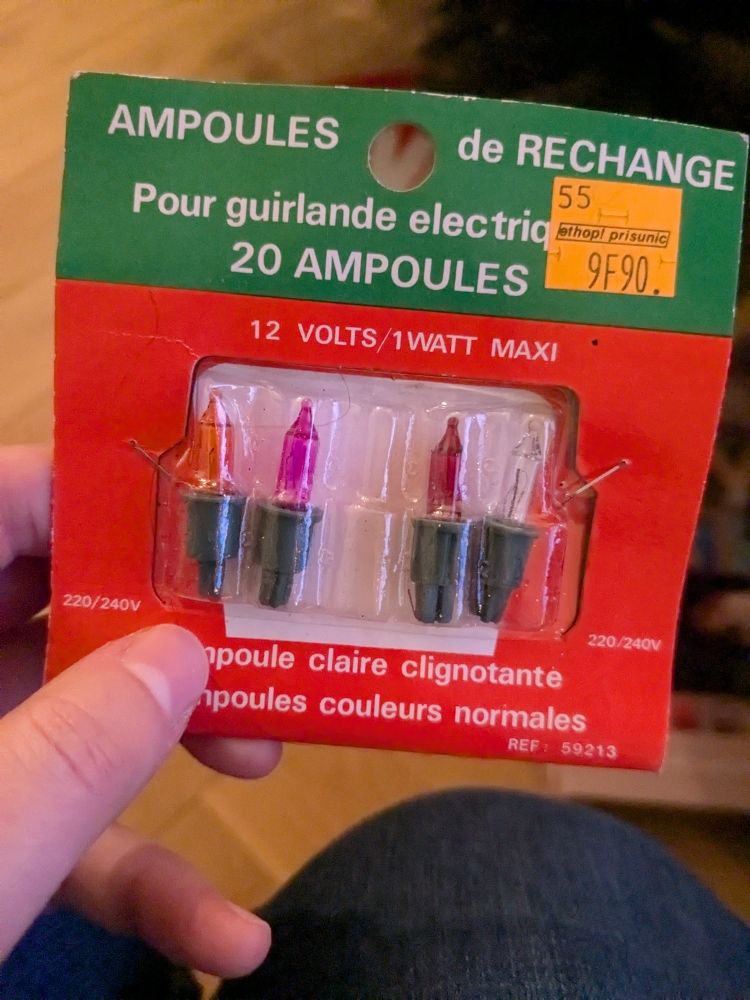 AMPOULES de RECHANGE
Pour guirlande electriq
55
ethopl prisunic
9F90.
20 AMPOULES
12 VOLTS/1WATT MAXI
220/240V
220/240V
mpoule claire clignotante
mpoules couleurs normales
REF: 59213